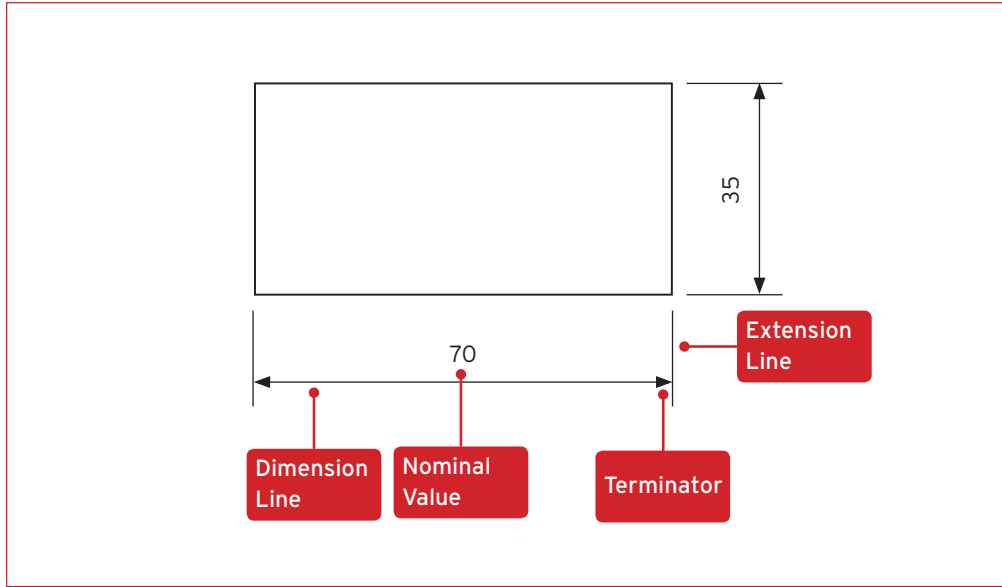 35
70
Extension
Line
Dimension
Line
Nominal
Value
Terminator